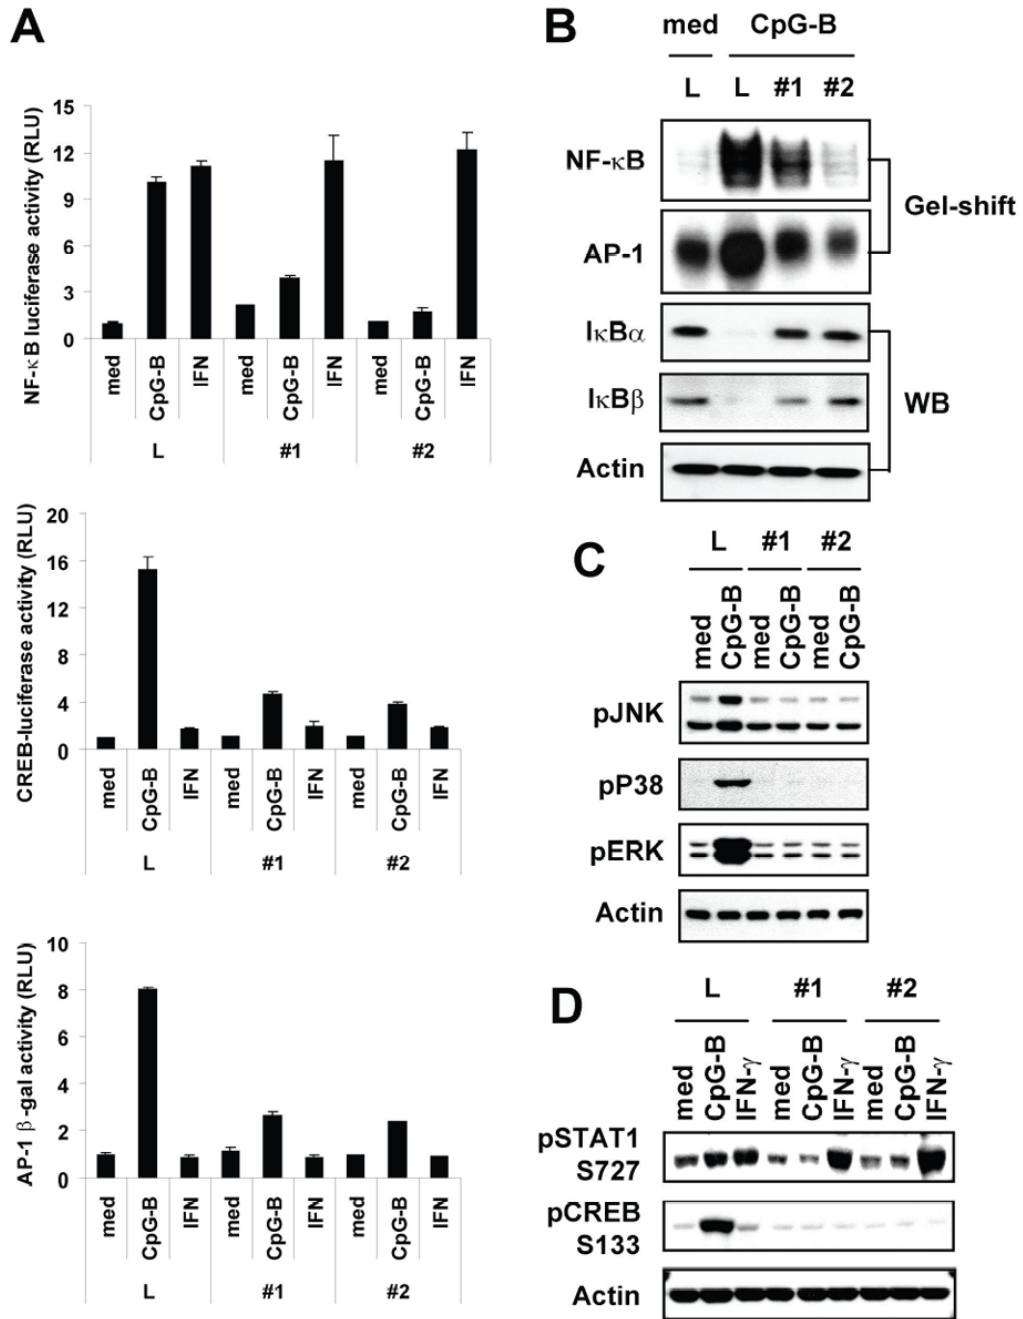 A
NF-κB luciferase activity (RLU)
15
12
9
6
3
0
med CpG-B IFN med CpG-B IFN med CpG-B IFN
L #1 #2
CREB-luciferase activity (RLU)
20
16
12
8
4
0
med CpG-B IFN med CpG-B IFN med CpG-B IFN
L #1 #2
AP-1 β-gal activity (RLU)
10
8
6
4
2
0
med CpG-B IFN med CpG-B IFN med CpG-B IFN
L #1 #2
B
med CpG-B
L L #1 #2
NF-κB
AP-1
Gel-shift
IκBα
IκBβ
Actin
WB
C
L #1 #2
med CpG-B med CpG-B med CpG-B
pJNK
pP38
pERK
Actin
D
L #1 #2
med CpG-B IFN-γ med CpG-B IFN-γ med CpG-B IFN-γ
pSTAT1
S727
pCREB
S133
Actin